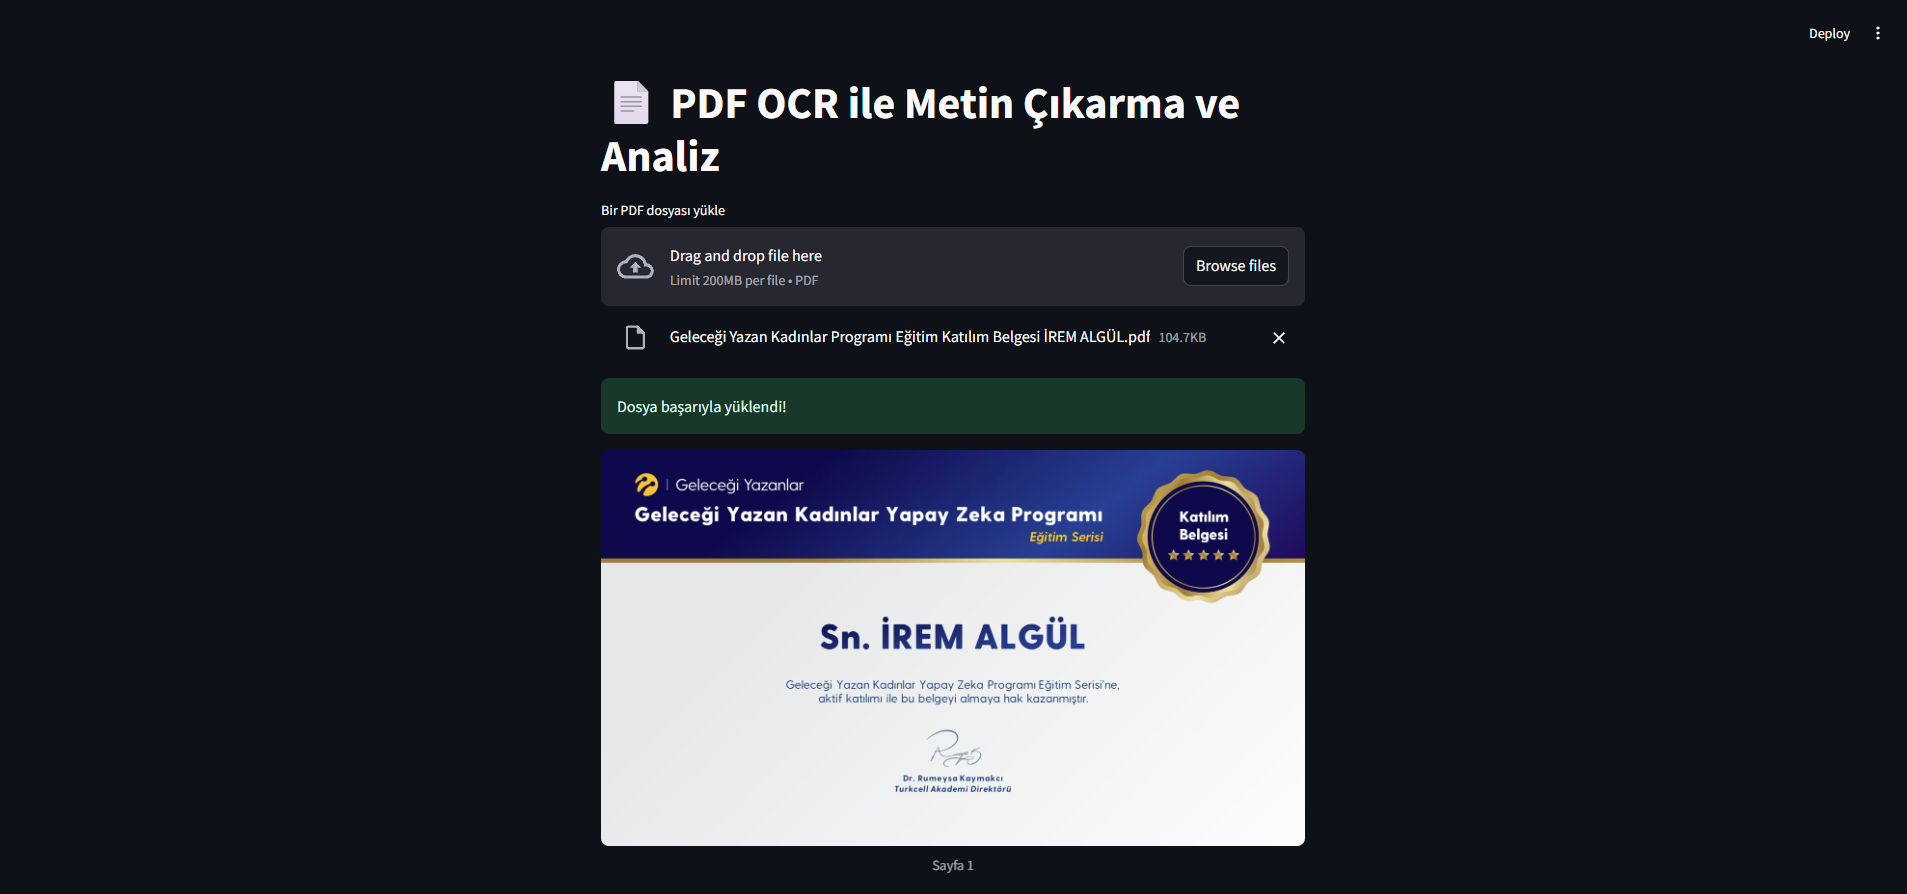 Deploy
PDF OCR ile Metin Çıkarma ve
Analiz
Bir PDF dosyası yükle
Drag and drop file here
Limit 200MB per file • PDF
Browse files
Geleceği Yazan Kadınlar Programı Eğitim Katılım Belgesi İREM ALGÜL.pdf 104.7KB
Dosya başarıyla yüklendi!
Geleceği Yazanlar
Geleceği Yazan Kadınlar Yapay Zeka Programı
Eğitim Serisi
Katılım
Belgesi
Sn. İREM ALGÜL
Geleceği Yazan Kadınlar Yapay Zeka Programı Eğitim Serisi'ne,
aktif katılımı ile bu belgeyi almaya hak kazanmıştır.
Dr. Rumeysa Kaymakcı
Turkcell Akademi Direktörü
Sayfa 1